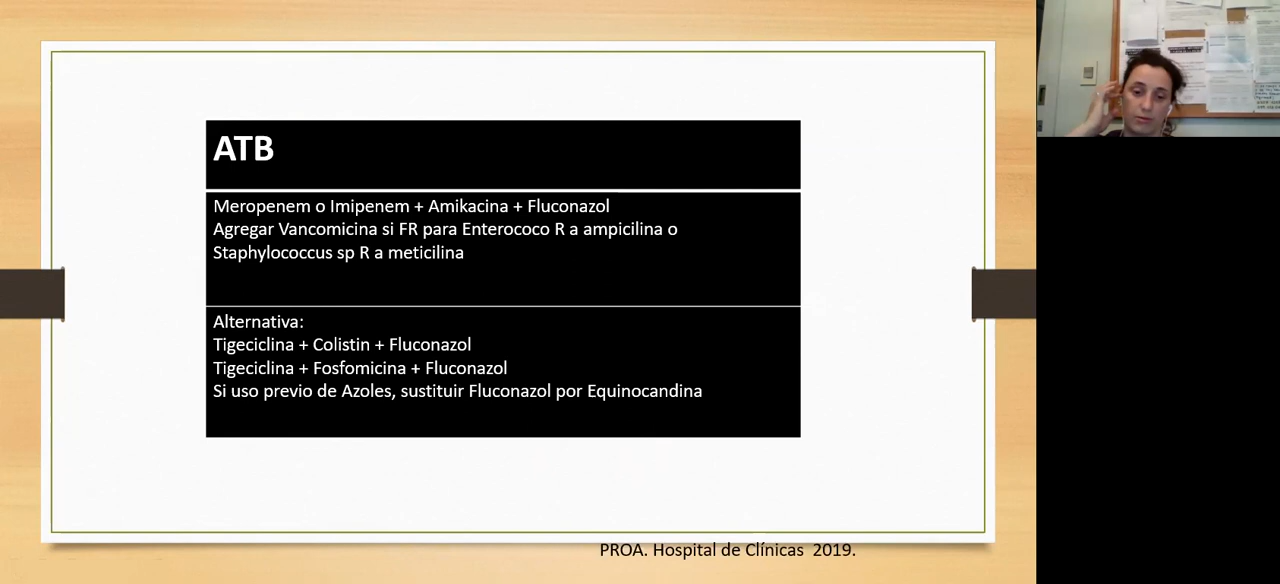 ATB
Meropenem o Imipenem + Amikacina + Fluconazol
Agregar Vancomicina si FR para Enterococo R a ampicilina o
Staphylococcus sp R a meticilina
Alternativa:
Tigeciclina + Colistin + Fluconazol
Tigeciclina + Fosfomicina + Fluconazol
Si uso previo de Azoles, sustituir Fluconazol por Equinocandina
PROA. Hospital de Clínicas 2019.